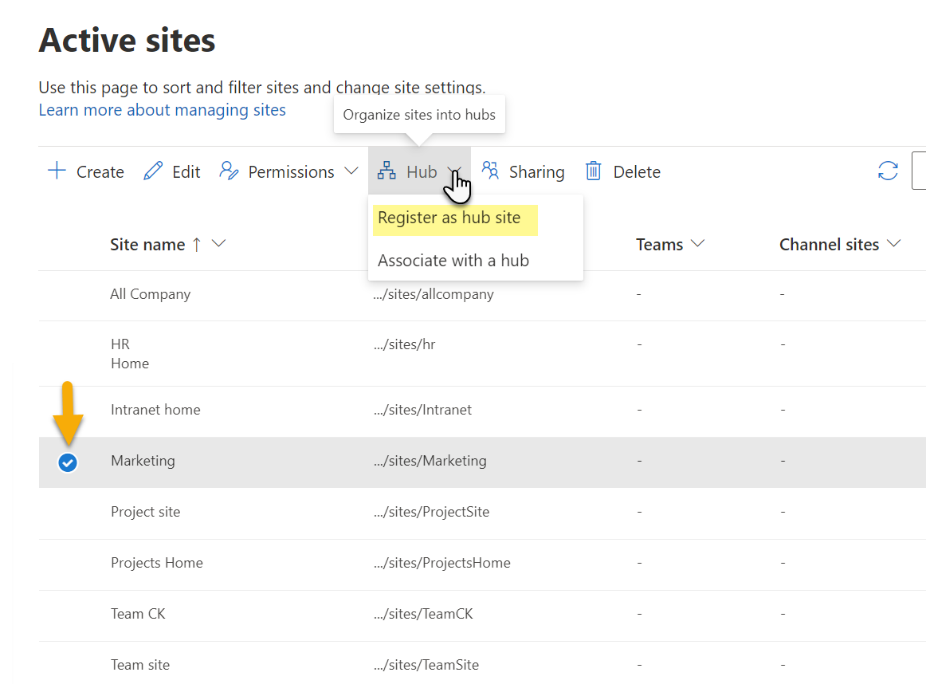 Active sites
Use this page to sort and filter sites and change site settings.
Learn more about managing sites
Organize sites into hubs
Create Edit Permissions Hub Sharing Delete
Register as hub site
Associate with a hub
Site name ↑ Teams Channel sites
All Company .../sites/allcompany - -
HR .../sites/hr - -
Home
Intranet home .../sites/Intranet - -
Marketing .../sites/Marketing - -
Project site .../sites/ProjectSite - -
Projects Home .../sites/ProjectsHome - -
Team CK .../sites/TeamCK - -
Team site .../sites/TeamSite - -